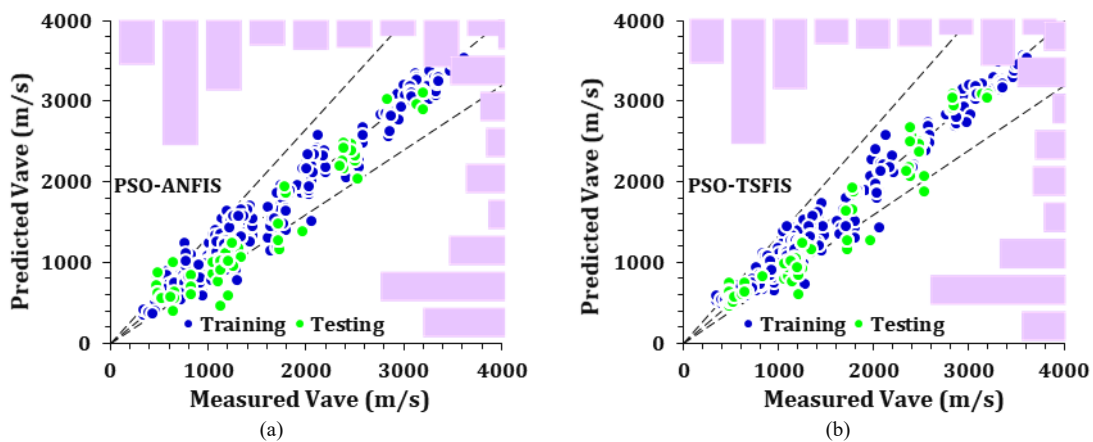 4000
3000
2000
1000
0
Predicted Vave (m/s)
PSO-ANFIS
Training
Testing
0 1000 2000 3000 4000
Measured Vave (m/s)
(a)
4000
3000
2000
1000
0
Predicted Vave (m/s)
PSO-TSFIS
Training
Testing
0 1000 2000 3000 4000
Measured Vave (m/s)
(b)